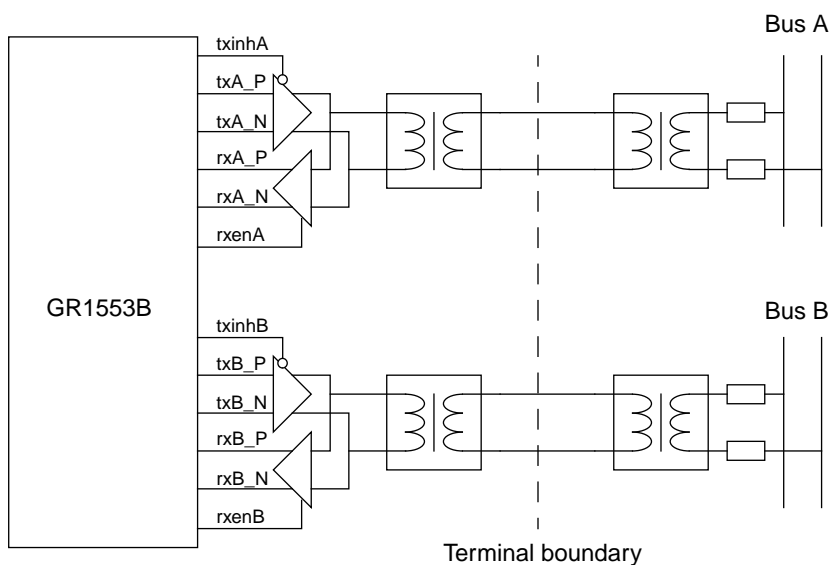 Bus A
txinhA
txA_P
txA_N
rxA_P
rxA_N
rxenA
GR1553B
Bus B
txinhB
txB_P
txB_N
rxB_P
rxB_N
rxenB
Terminal boundary